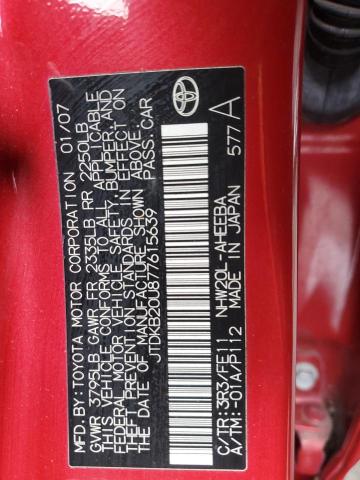 MFD. BY: TOYOTA MOTOR CORPORATION 01/07
GVWR 3795LB GAWR FR 2335LB RR 2250LB
THIS VEHICLE CONFORMS TO ALL APPLICABLE
FEDERAL MOTOR VEHICLE SAFETY, BUMPER, AND
THEFT PREVENTION STANDARDS IN EFFECT ON
THE DATE OF MANUFACTURE SHOWN ABOVE.
JTDKB20U877615639 PASS.CAR
C/TR:3R3/FF11 NHW20L-AHEEBA
A/TM:-01A/P112 MADE IN JAPAN 577 A